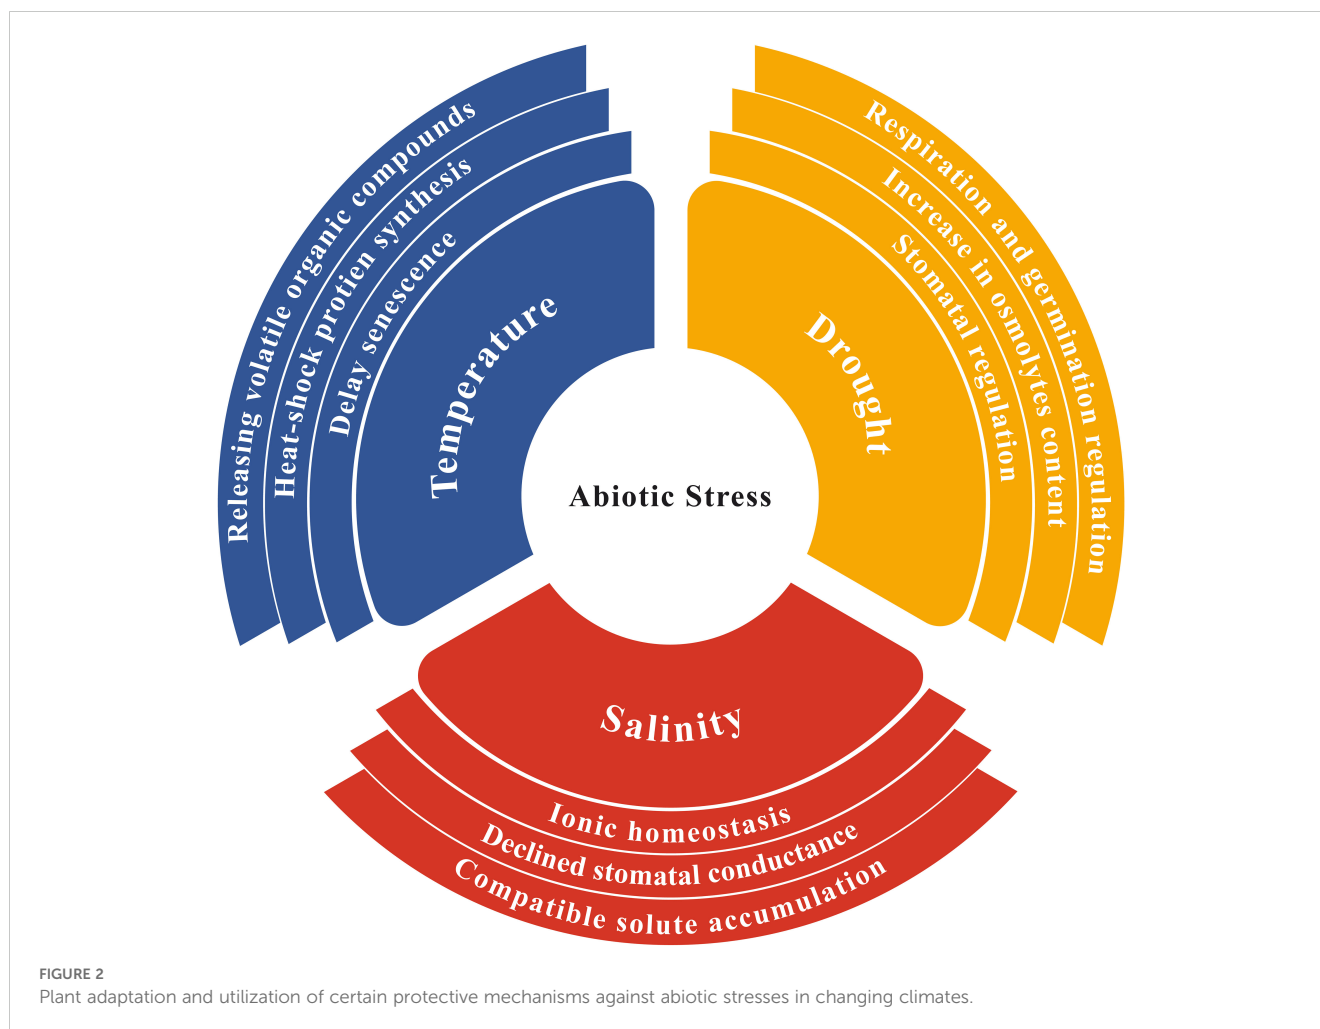 Releasing volatile organic compounds
Heat-shock protien synthesis
Delay senescence
Temperature
Respiration and germination regulation
Increase in osmolytes content
Stomatal regulation
Drought
Abiotic Stress
Salinity
Ionic homeostasis
Declined stomatal conductance
Compatible solute accumulation
FIGURE 2
Plant adaptation and utilization of certain protective mechanisms against abiotic stresses in changing climates.